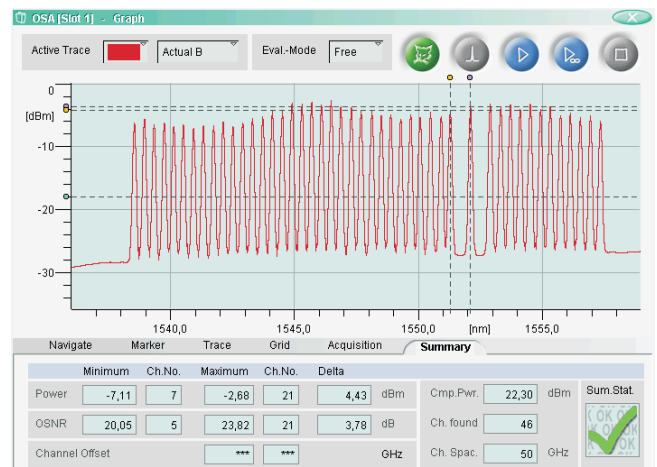 OSA [Slot 1] - Graph
Active Trace Actual B Eval.-Mode Free
0
[dBm]
-10
-20
-30
1540,0 1545,0 1550,0 [nm] 1555,0
Navigate Marker Trace Grid Acquisition Summary
Minimum Ch.No. Maximum Ch.No. Delta
Power -7,11 7 -2,68 21 4,43 dBm Cmp.Pwr. 22,30 dBm Sum.Stat.
OSNR 20,05 5 23,82 21 3,78 dB Ch. found 46
Channel Offset *** *** GHz Ch. Spac. 50 GHz
OK